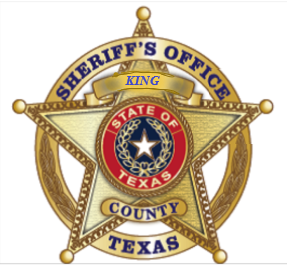 SHERIFF'S OFFICE
KING
STATE OF
TEXAS
COUNTY
TEXAS